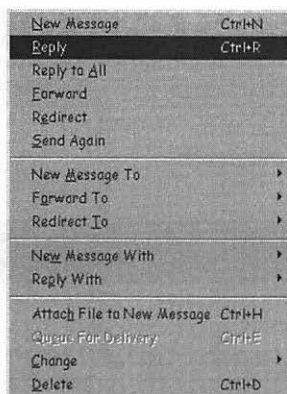 New Message Ctrl+N
Reply Ctrl+R
Reply to All
Forward
Redirect
Send Again
New Message To
Forward To
Redirect To
New Message With
Reply With
Attach File to New Message Ctrl+H
Queue For Delivery Ctrl+E
Change
Delete Ctrl+D